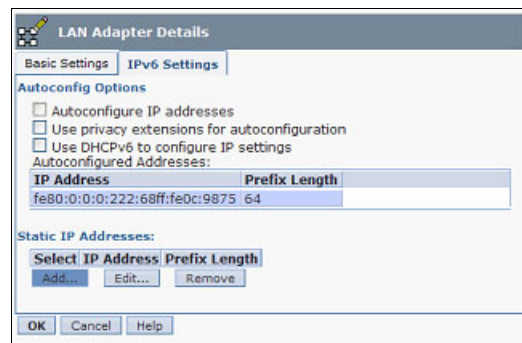 LAN Adapter Details
Basic Settings IPv6 Settings
Autoconfig Options
Autoconfigure IP addresses
Use privacy extensions for autoconfiguration
Use DHCPv6 to configure IP settings
Autoconfigured Addresses:
IP Address Prefix Length
fe80:0:0:0:222:68ff:fe0c:9875 64
Static IP Addresses:
Select IP Address Prefix Length
Add... Edit... Remove
OK Cancel Help